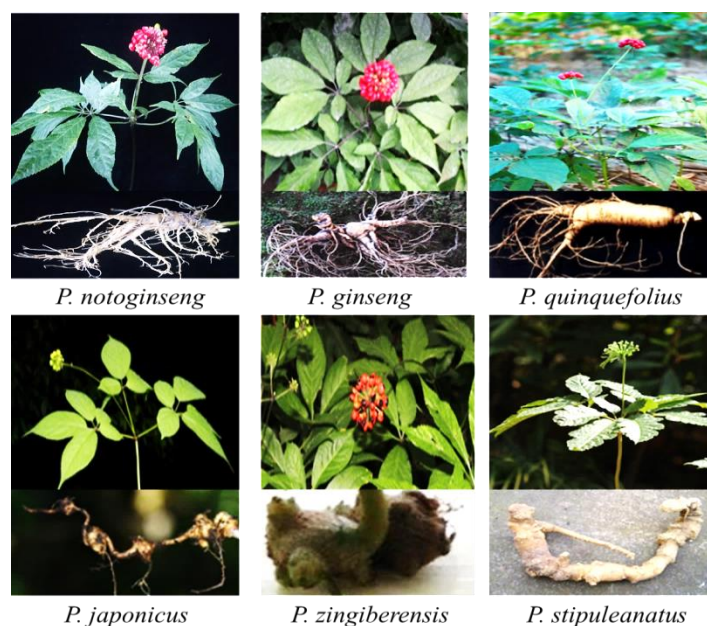 P. notoginseng
P. ginseng
P. quinquefolius
P. japonicus
P. zingiberensis
P. stipuleanatus